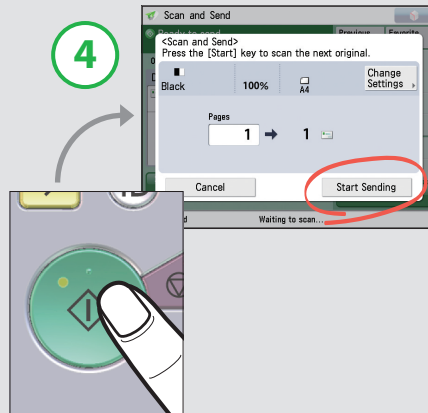 4
Scan and Send
Ready to send
Previous
Favorite
<Scan and Send>
Press the [Start] key to scan the next original.
Black
100%
A4
Change
Settings
Pages
1
1
Cancel
Start Sending
Waiting to scan...
ID